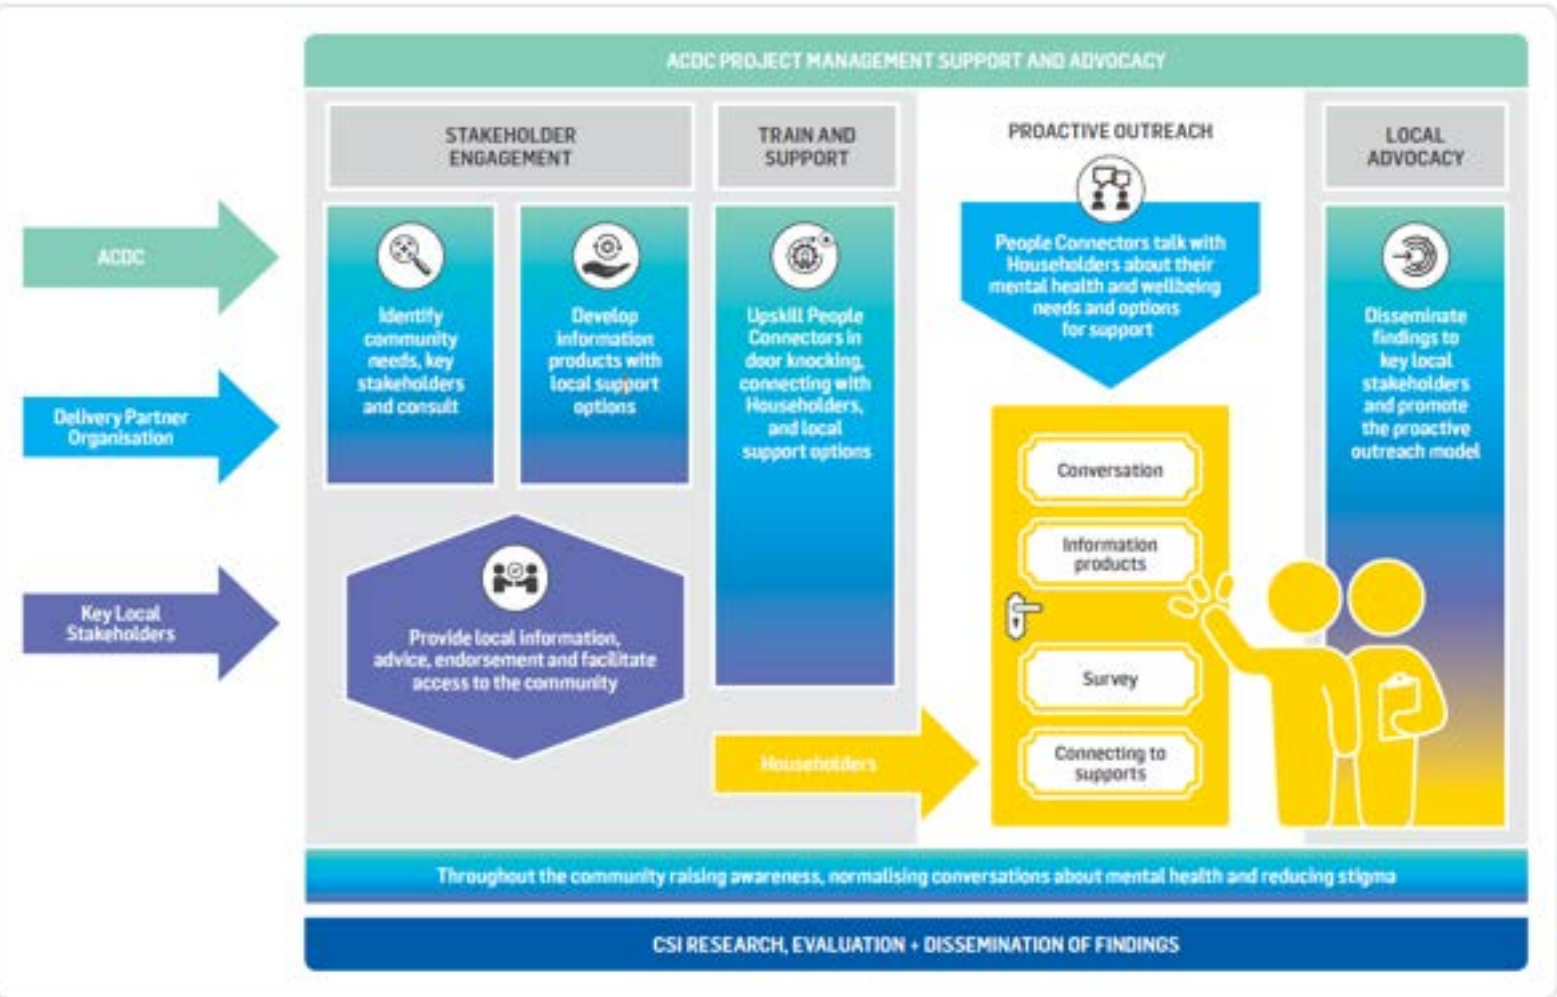 ACDC PROJECT MANAGEMENT SUPPORT AND ADVOCACY
STAKEHOLDER
ENGAGEMENT
TRAIN AND
SUPPORT
PROACTIVE OUTREACH
LOCAL
ADVOCACY
ACDC
Delivery Partner
Organisation
Key Local
Stakeholders
Identify
community
needs, key
stakeholders
and consult
Develop
information
products with
local support
options
Upskill People
Connectors in
door knocking,
connecting with
Householders,
and local
support options
People Connectors talk with
Householders about their
mental health and wellbeing
needs and options
for support
Disseminate
findings to
key local
stakeholders
and promote
the proactive
outreach model
Provide local information,
advice, endorsement and facilitate
access to the community
Householders
Conversation
Information
products
Survey
Connecting to
supports
Throughout the community raising awareness, normalising conversations about mental health and reducing stigma
CSI RESEARCH, EVALUATION + DISSEMINATION OF FINDINGS